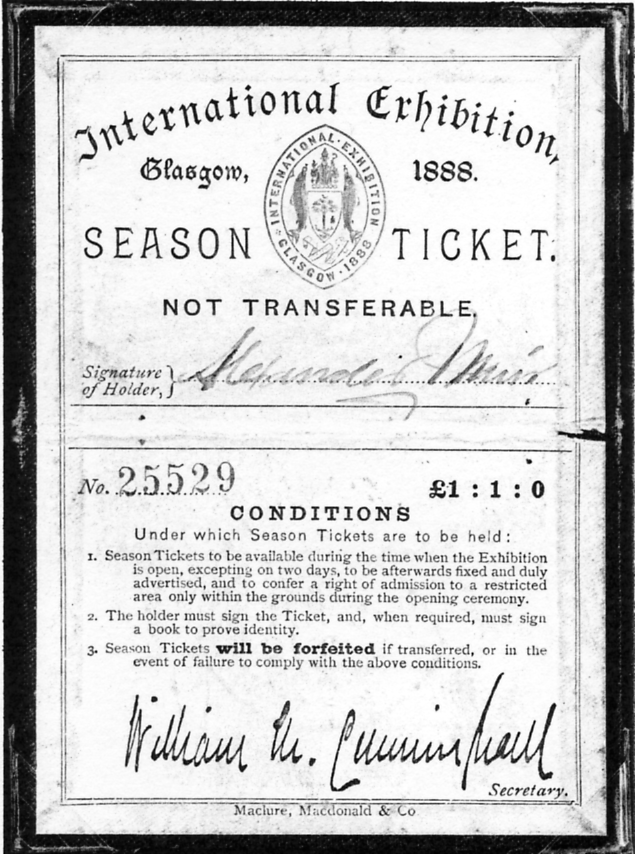 International Exhibition,
Glasgow, 1888.
INTERNATIONAL · EXHIBITION
GLASGOW · 1888
SEASON TICKET.
NOT TRANSFERABLE.
Signature
of Holder,
Alexander Muir
No. 25529 £1 : 1 : 0
CONDITIONS
Under which Season Tickets are to be held :
1. Season Tickets to be available during the time when the Exhibition
is open, excepting on two days, to be afterwards fixed and duly
advertised, and to confer a right of admission to a restricted
area only within the grounds during the opening ceremony.
2. The holder must sign the Ticket, and, when required, must sign
a book to prove identity.
3. Season Tickets will be forfeited if transferred, or in the
event of failure to comply with the above conditions.
William M. Cunninghame
Secretary.
Maclure, Macdonald & Co